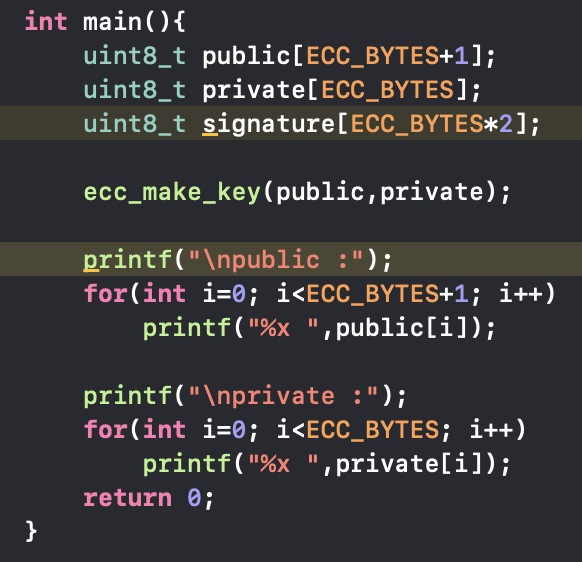 int main(){
    uint8_t public[ECC_BYTES+1];
    uint8_t private[ECC_BYTES];
    uint8_t signature[ECC_BYTES*2];

    ecc_make_key(public,private);

    printf("\npublic :");
    for(int i=0; i<ECC_BYTES+1; i++)
        printf("%x ",public[i]);

    printf("\nprivate :");
    for(int i=0; i<ECC_BYTES; i++)
        printf("%x ",private[i]);
    return 0;
}